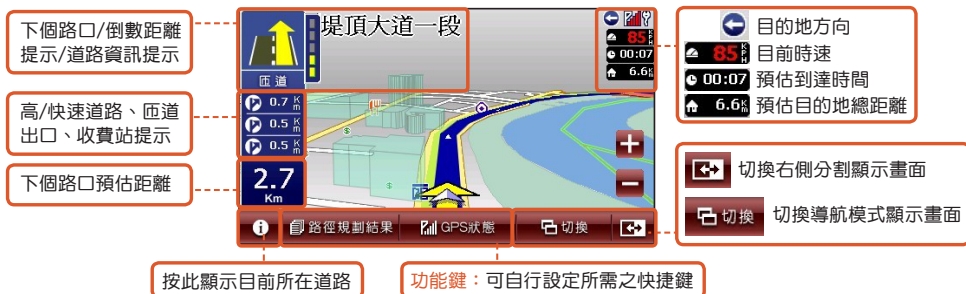 下個路口/倒數距離
提示/道路資訊提示
高/快速道路、匝道
出口、收費站提示
下個路口預估距離
堤頂大道一段
匝道
0.7 Km
0.5 Km
0.5 Km
2.7
Km
85 KPH
00:07
6.6 Km
路徑規劃結果
GPS狀態
切換
目的地方向
85 KPH 目前時速
00:07 預估到達時間
6.6 Km 預估目的地總距離
切換右側分割顯示畫面
切換 切換導航模式顯示畫面
按此顯示目前所在道路
功能鍵：可自行設定所需之快捷鍵